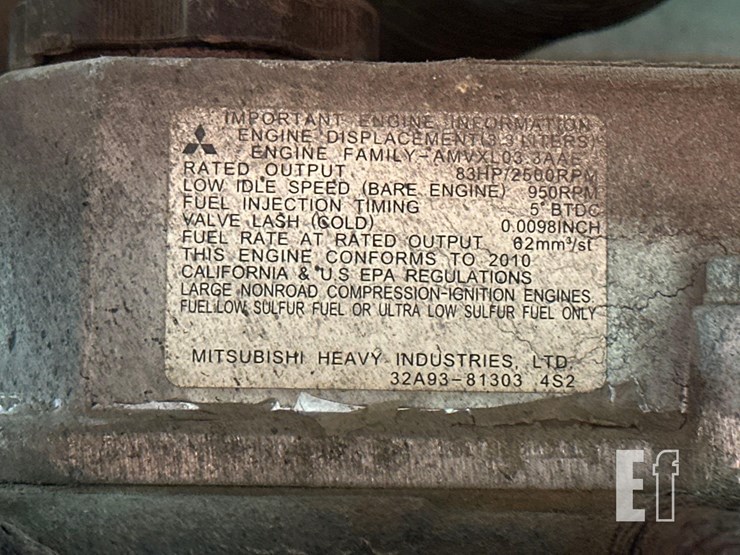 IMPORTANT ENGINE INFORMATION
ENGINE DISPLACEMENT(3.3 LITERS)
ENGINE FAMILY-AMVXL03.3AAE
RATED OUTPUT 83HP/2500RPM
LOW IDLE SPEED (BARE ENGINE) 950RPM
FUEL INJECTION TIMING 5° BTDC
VALVE LASH (COLD) 0.0098INCH
FUEL RATE AT RATED OUTPUT 62mm³/st
THIS ENGINE CONFORMS TO 2010
CALIFORNIA & U.S EPA REGULATIONS
LARGE NONROAD COMPRESSION-IGNITION ENGINES.
FUEL:LOW SULFUR FUEL OR ULTRA LOW SULFUR FUEL ONLY
MITSUBISHI HEAVY INDUSTRIES, LTD.
32A93-81303 4S2
Ef